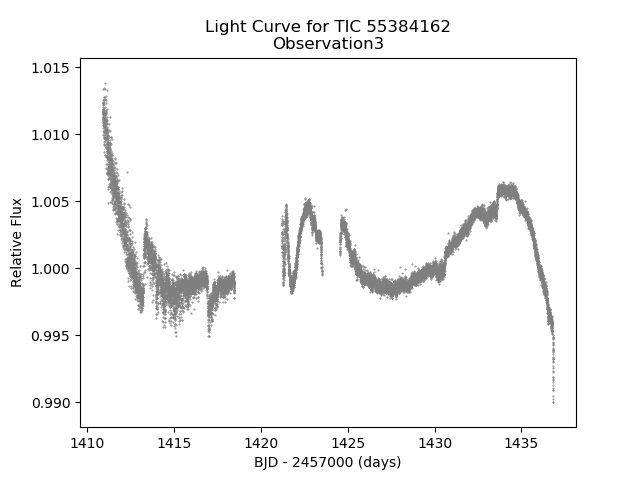 Light Curve for TIC 55384162
Observation3
1.015
1.010
1.005
1.000
0.995
0.990
Relative Flux
1410 1415 1420 1425 1430 1435
BJD - 2457000 (days)